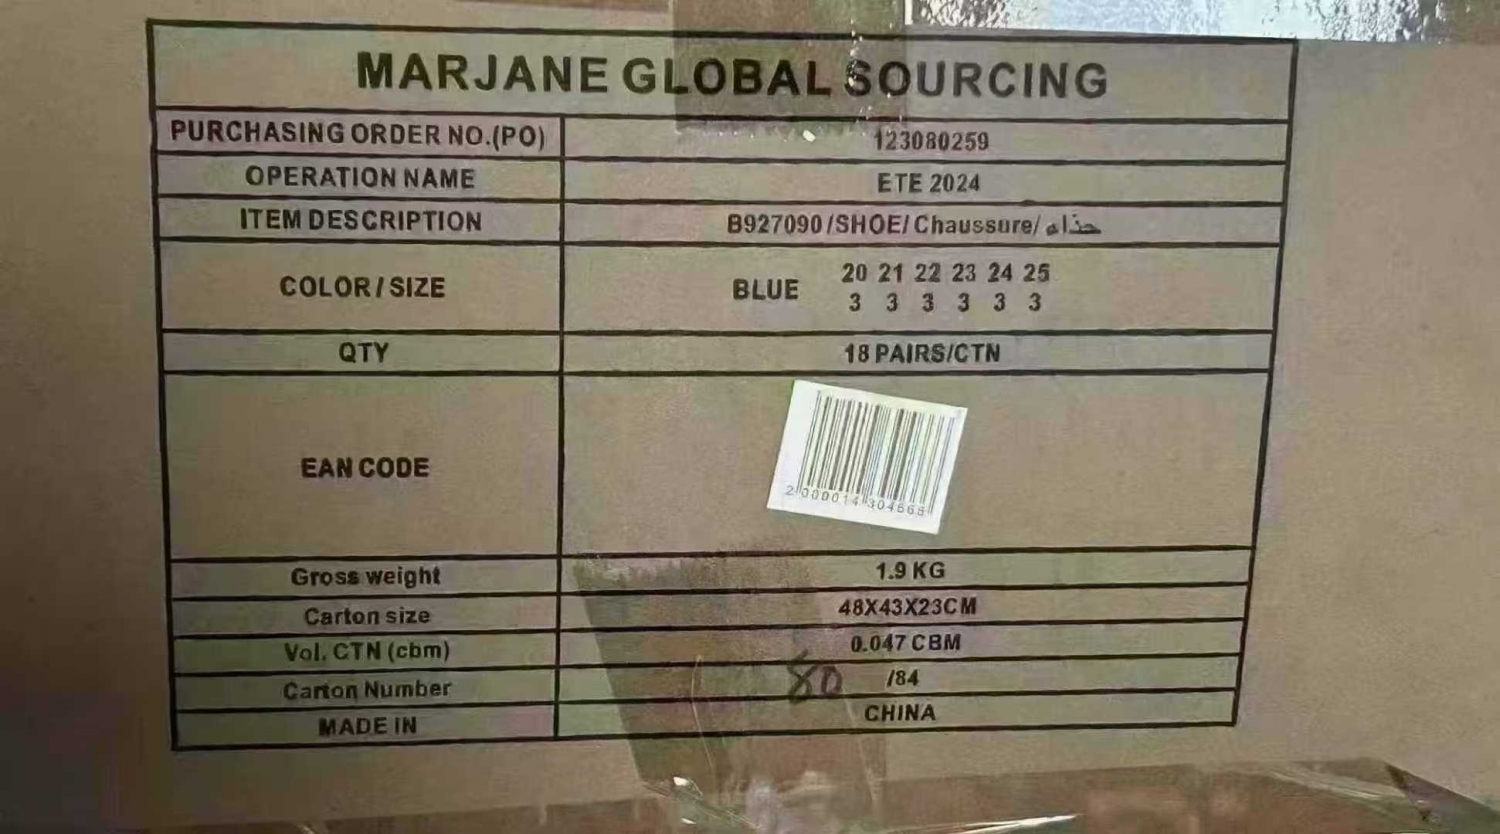 MARJANE GLOBAL SOURCING
PURCHASING ORDER NO.(PO) 123080259
OPERATION NAME ETE 2024
ITEM DESCRIPTION B927090/SHOE/Chaussure/حذاء
COLOR/SIZE BLUE 20 21 22 23 24 25
3 3 3 3 3 3
QTY 18 PAIRS/CTN
EAN CODE
2 000014 304668
Gross weight 1.9 KG
Carton size 48X43X23CM
Vol. CTN (cbm) 0.047 CBM
Carton Number 80 /84
MADE IN CHINA